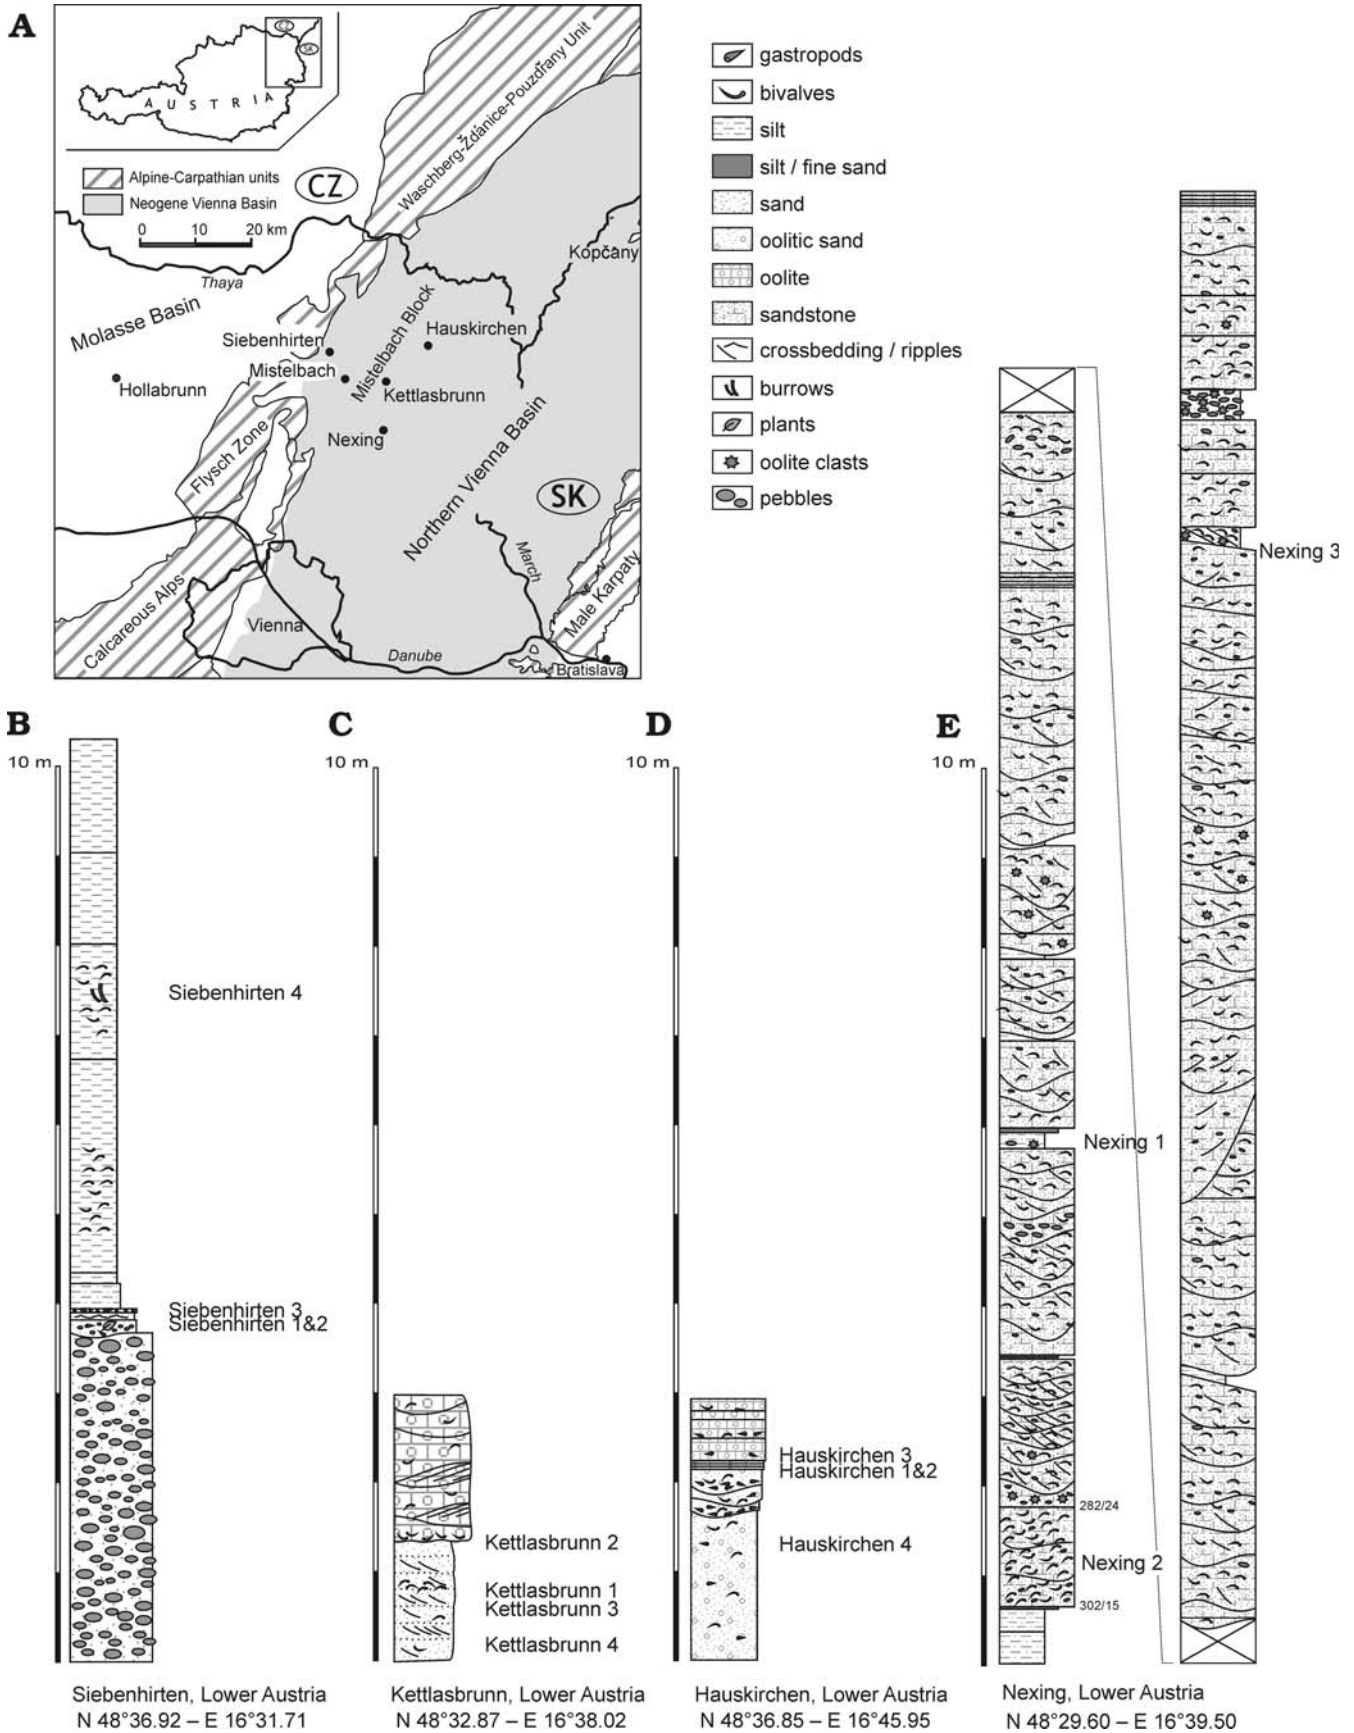 A
CZ
SK
AUSTRIA
Alpine-Carpathian units
Neogene Vienna Basin
0 10 20 km
CZ
Waschberg-Ždánice-Pouzdřany Unit
Thaya
Kopčany
Molasse Basin
Mistelbach Block
Siebenhirten
Hauskirchen
Mistelbach
Hollabrunn
Kettlasbrunn
Nexing
Flysch Zone
Northern Vienna Basin
SK
March
Male Karpaty
Calcareous Alps
Vienna
Danube
Bratislava
gastropods
bivalves
silt
silt / fine sand
sand
oolitic sand
oolite
sandstone
crossbedding / ripples
burrows
plants
oolite clasts
pebbles
B
10 m
Siebenhirten 4
Siebenhirten 3
Siebenhirten 1&2
Siebenhirten, Lower Austria
N 48°36.92 – E 16°31.71
C
10 m
Kettlasbrunn 2
Kettlasbrunn 1
Kettlasbrunn 3
Kettlasbrunn 4
Kettlasbrunn, Lower Austria
N 48°32.87 – E 16°38.02
D
10 m
Hauskirchen 3
Hauskirchen 1&2
Hauskirchen 4
Hauskirchen, Lower Austria
N 48°36.85 – E 16°45.95
E
10 m
Nexing 3
Nexing 1
282/24
Nexing 2
302/15
Nexing, Lower Austria
N 48°29.60 – E 16°39.50